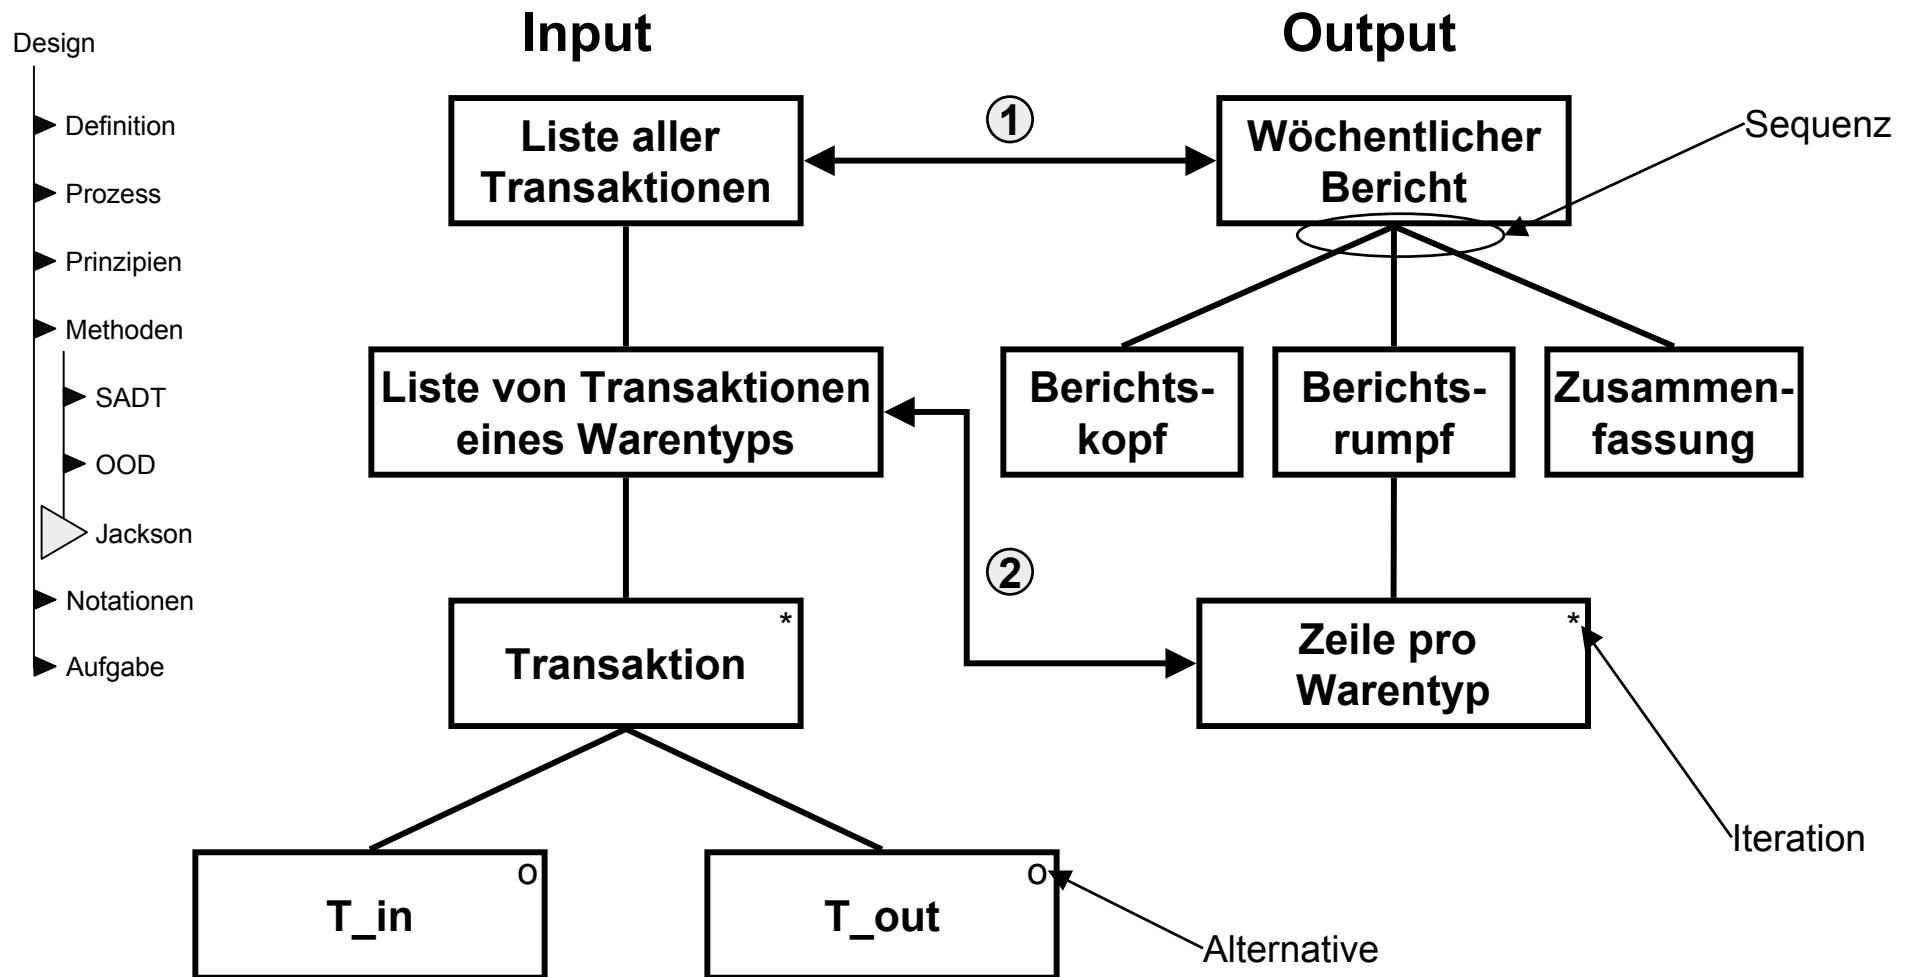 Design
Definition
Prozess
Prinzipien
Methoden
SADT
OOD
Jackson
Notationen
Aufgabe
Input
Output
Liste aller
Transaktionen
1
Wöchentlicher
Bericht
Sequenz
Liste von Transaktionen
eines Warentyps
Berichts-
kopf
Berichts-
rumpf
Zusammen-
fassung
2
Transaktion
*
Zeile pro
Warentyp
*
Iteration
T_in
o
T_out
o
Alternative